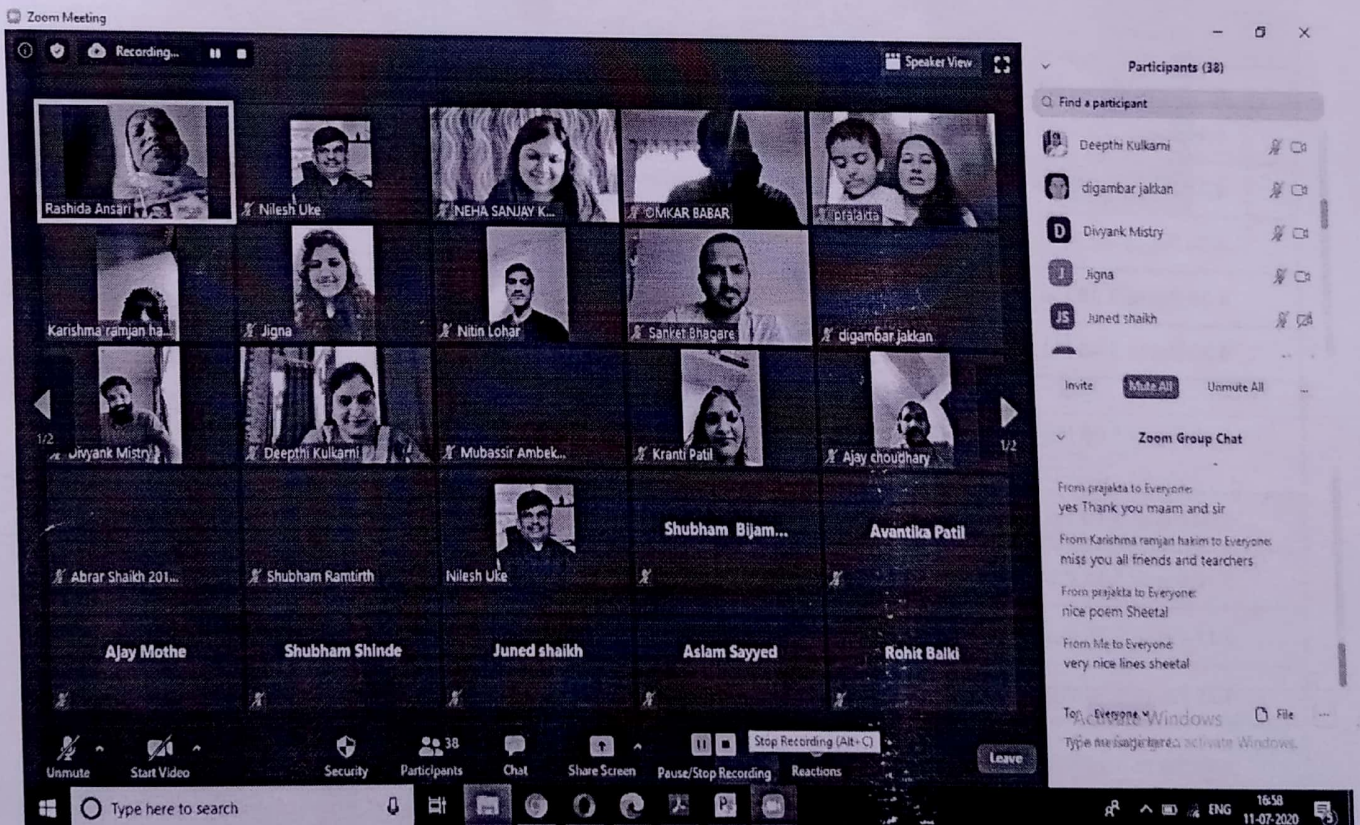 Zoom Meeting
Recording...
Speaker View
Rashida Ansari
Nilesh Uke
NEHA SANJAY K...
OMKAR BABAR
prajakta
Karishma ramjan ha...
Jigna
Nitin Lohar
Sanket Bhagare
digambar jakkan
1/2
Divyank Mistry
Deepthi Kulkarni
Mubassir Ambek...
Kranti Patil
Ajay choudhary
1/2
Abrar Shaikh 201...
Shubham Ramtirth
Nilesh Uke
Shubham Bijam...
Avantika Patil
Ajay Mothe
Shubham Shinde
Juned shaikh
Aslam Sayyed
Rohit Balki
Unmute
Start Video
Security
38
Participants
Chat
Share Screen
Pause/Stop Recording
Stop Recording (Alt+C)
Reactions
Leave
Participants (38)
Find a participant
Deepthi Kulkarni
digambar jakkan
D
Divyank Mistry
J
Jigna
JS
Juned shaikh
Invite
Mute All
Unmute All
...
Zoom Group Chat
From prajakta to Everyone:
yes Thank you maam and sir
From Karishma ramjan hakim to Everyone:
miss you all friends and tearchers
From prajakta to Everyone:
nice poem Sheetal
From Me to Everyone:
very nice lines sheetal
To: Everyone
File
...
Activate Windows
Type message here...
activate Windows.
Type here to search
ENG
16:58
11-07-2020
5